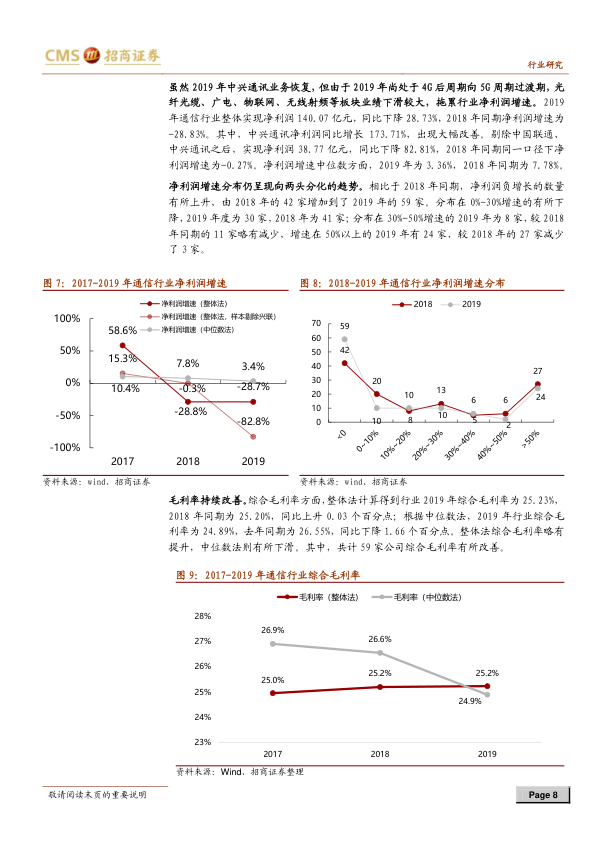 CMS 招商证券
行业研究
虽然 2019 年中兴通讯业务恢复,但由于 2019 年尚处于 4G 后周期向 5G 周期过渡期,光
纤光缆、广电、物联网、无线射频等板块业绩下滑较大,拖累行业净利润增速。2019
年通信行业整体实现净利润 140.07 亿元,同比下降 28.73%,2018 年同期净利润增速为
-28.83%。其中,中兴通讯净利润同比增长 173.71%,出现大幅改善。剔除中国联通、
中兴通讯之后,实现净利润 38.77 亿元,同比下降 82.81%,2018 年同期同一口径下净
利润增速为-0.27%。净利润增速中位数方面,2019 年为 3.36%,2018 年同期为 7.78%。
净利润增速分布仍呈现向两头分化的趋势。相比于 2018 年同期,净利润负增长的数量
有所上升,由 2018 年的 42 家增加到了 2019 年的 59 家。分布在 0%-30%增速的有所下
降,2019 年度为 30 家,2018 年为 41 家;分布在 30%-50%增速的 2019 年为 8 家,较 2018
年同期的 11 家略有减少,增速在 50%以上的 2019 年有 24 家,较 2018 年的 27 家减少
了 3 家。
图 7:2017-2019 年通信行业净利润增速
净利润增速(整体法)
净利润增速(整体法,样本剔除兴联)
净利润增速(中位数法)
100%
50%
0%
-50%
-100%
58.6%
15.3%
10.4%
7.8%
-0.3%
-28.8%
3.4%
-28.7%
-82.8%
2017 2018 2019
资料来源:wind、招商证券
图 8:2018-2019 年通信行业净利润增速分布
2018 2019
70
60
50
40
30
20
10
0
59
42
20
10
10
8
13
10
6
5
6
2
27
24
<0 0~10% 10%~20% 20%~30% 30%~40% 40%~50% >50%
资料来源:wind、招商证券
毛利率持续改善。综合毛利率方面,整体法计算得到行业 2019 年综合毛利率为 25.23%,
2018 年同期为 25.20%,同比上升 0.03 个百分点;根据中位数法,2019 年行业综合毛
利率为 24.89%,去年同期为 26.55%,同比下降 1.66 个百分点。整体法综合毛利率略有
提升,中位数法则有所下滑。其中,共计 59 家公司综合毛利率有所改善。
图 9:2017-2019 年通信行业综合毛利率
毛利率(整体法) 毛利率(中位数法)
28%
27%
26%
25%
24%
23%
26.9%
26.6%
25.0%
25.2%
25.2%
24.9%
2017 2018 2019
资料来源:Wind、招商证券整理
敬请阅读末页的重要说明
Page 8